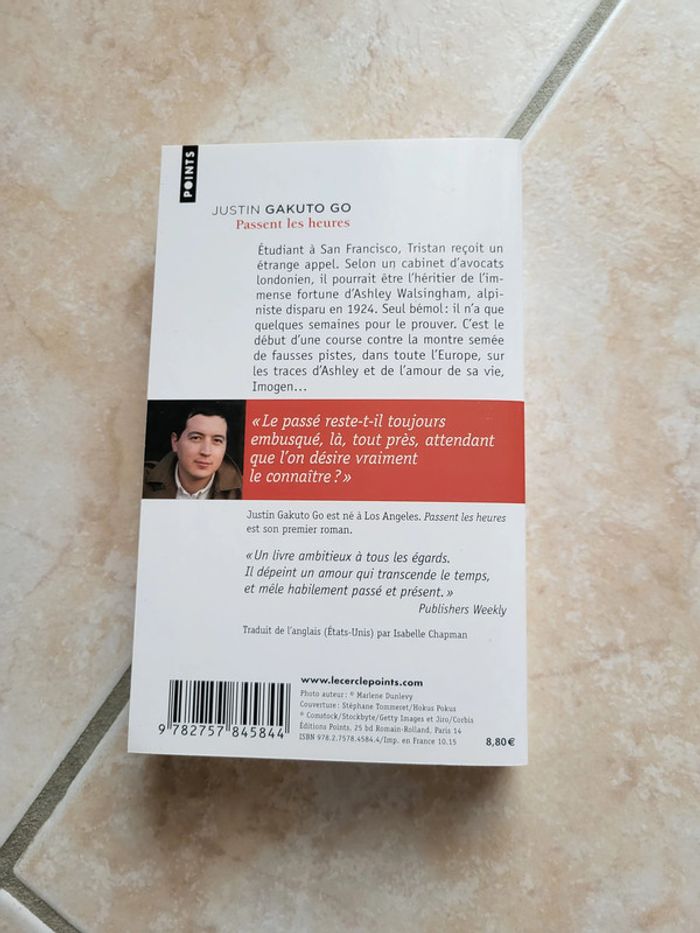 POINTS
JUSTIN GAKUTO GO
Passent les heures
Étudiant à San Francisco, Tristan reçoit un
étrange appel. Selon un cabinet d'avocats
londonien, il pourrait être l'héritier de l'im-
mense fortune d'Ashley Walsingham, alpi-
niste disparu en 1924. Seul bémol : il n'a que
quelques semaines pour le prouver. C'est le
début d'une course contre la montre semée
de fausses pistes, dans toute l'Europe, sur
les traces d'Ashley et de l'amour de sa vie,
Imogen...
« Le passé reste-t-il toujours
embusqué, là, tout près, attendant
que l'on désire vraiment
le connaître ? »
Justin Gakuto Go est né à Los Angeles. Passent les heures
est son premier roman.
« Un livre ambitieux à tous les égards.
Il dépeint un amour qui transcende le temps,
et mêle habilement passé et présent. »
Publishers Weekly
Traduit de l'anglais (États-Unis) par Isabelle Chapman
www.lecerclepoints.com
Photo auteur : © Marlene Dunlevy
Couverture : Stéphane Tommeret/Hokus Pokus
© Comstock/Stockbyte/Getty Images et Jiro/Corbis
Éditions Points, 25 bd Romain-Rolland, Paris 14
ISBN 978.2.7578.4584.4/Imp. en France 10.15
8,80 €
9 782757 845844